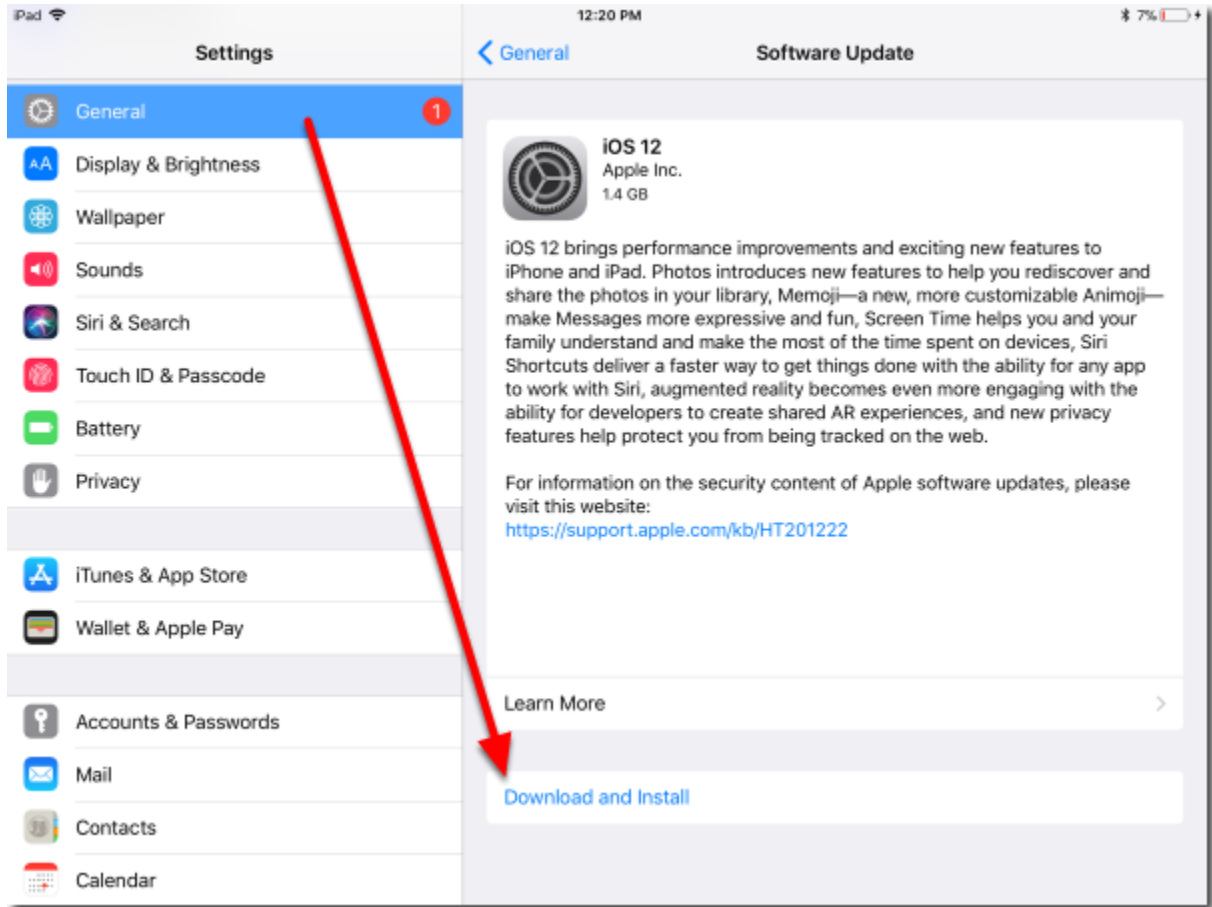 iPad
12:20 PM
7%
Settings
General
Software Update
General
1
Display & Brightness
Wallpaper
Sounds
Siri & Search
Touch ID & Passcode
Battery
Privacy
iTunes & App Store
Wallet & Apple Pay
Accounts & Passwords
Mail
Contacts
Calendar
iOS 12
Apple Inc.
1.4 GB
iOS 12 brings performance improvements and exciting new features to
iPhone and iPad. Photos introduces new features to help you rediscover and
share the photos in your library, Memoji—a new, more customizable Animoji—
make Messages more expressive and fun, Screen Time helps you and your
family understand and make the most of the time spent on devices, Siri
Shortcuts deliver a faster way to get things done with the ability for any app
to work with Siri, augmented reality becomes even more engaging with the
ability for developers to create shared AR experiences, and new privacy
features help protect you from being tracked on the web.
For information on the security content of Apple software updates, please
visit this website:
https://support.apple.com/kb/HT201222
Learn More
Download and Install